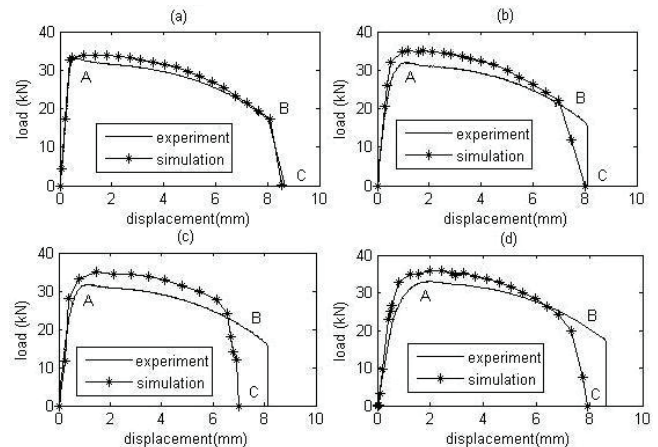 (a)
40
30
20
10
0
load (kN)
A
B
C
experiment
simulation
0 2 4 6 8 10
displacement(mm)
(b)
40
30
20
10
0
load (kN)
A
B
C
experiment
simulation
0 2 4 6 8 10
displacement(mm)
(c)
40
30
20
10
0
load (kN)
A
B
C
experiment
simulation
0 2 4 6 8 10
displacement(mm)
(d)
40
30
20
10
0
load (kN)
A
B
C
experiment
simulation
0 2 4 6 8 10
displacement(mm)